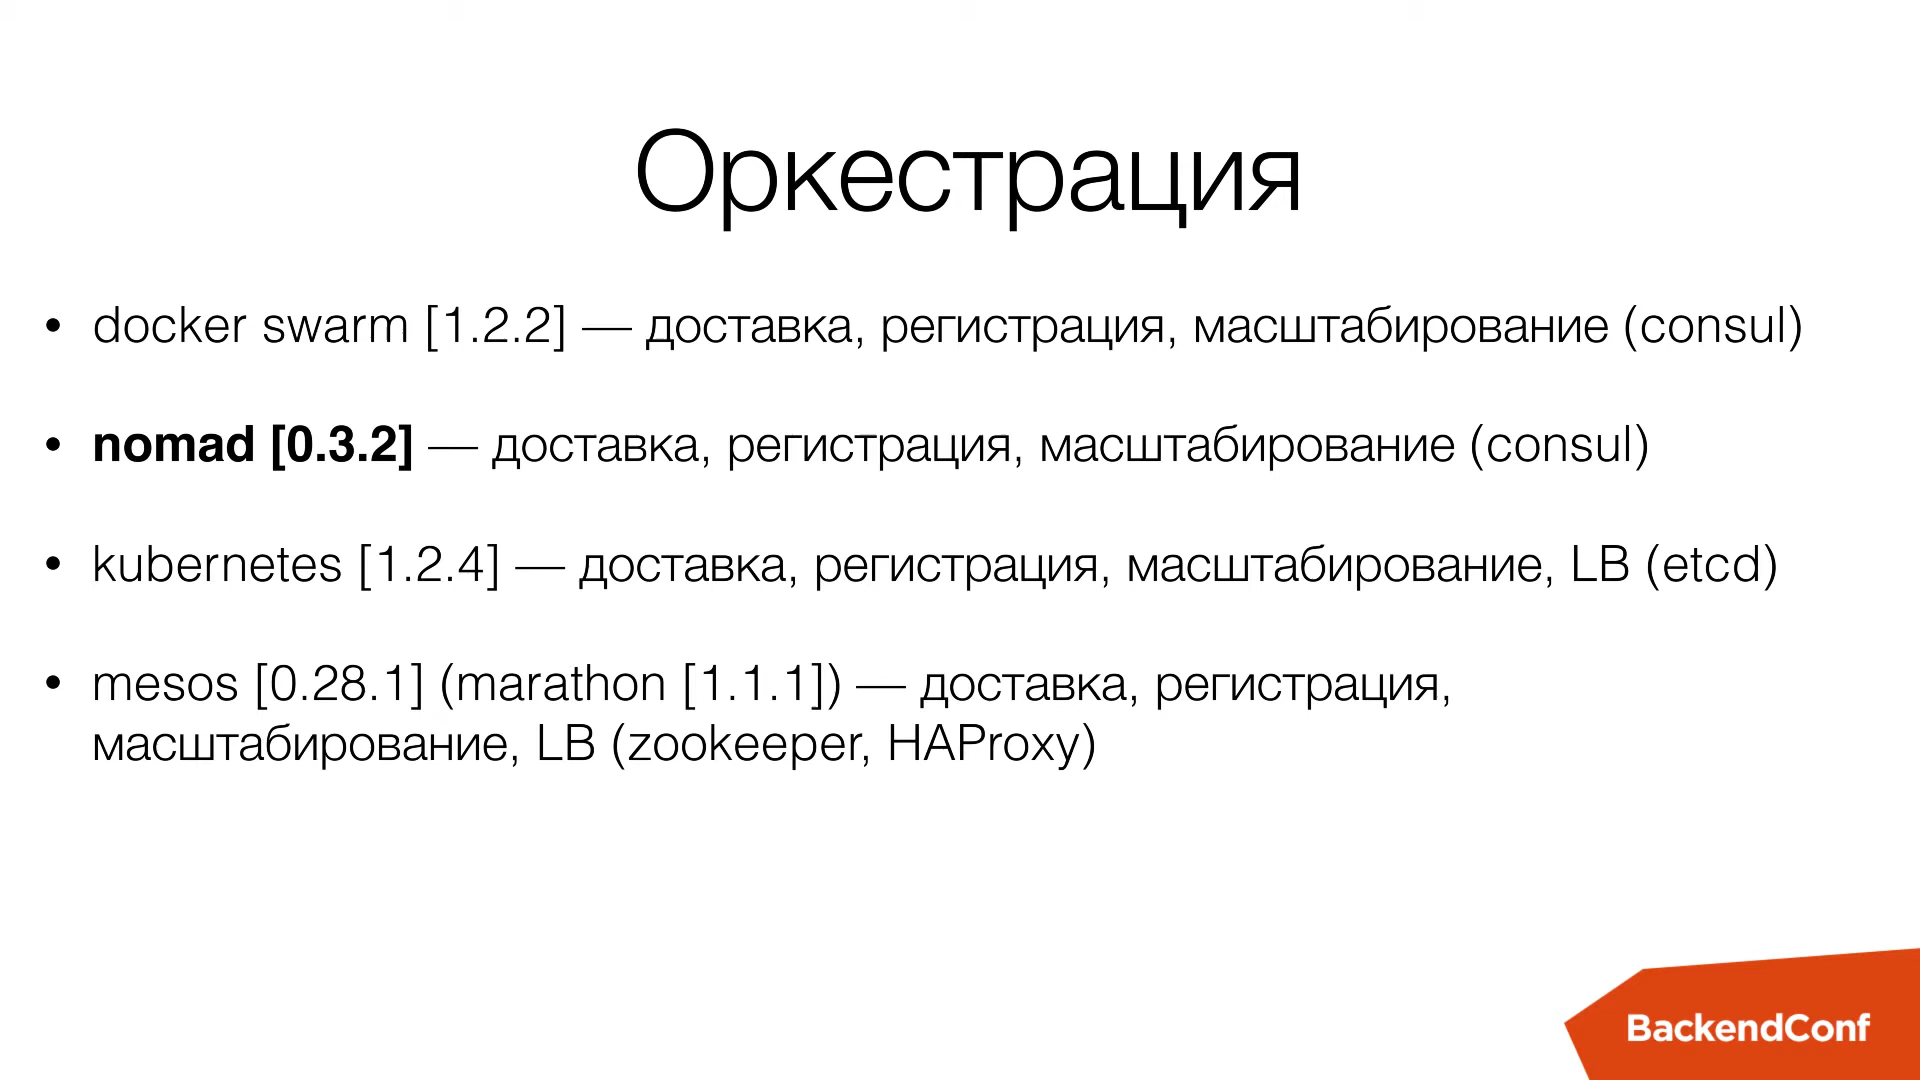 Оркестрация
• docker swarm [1.2.2] — доставка, регистрация, масштабирование (consul)
• nomad [0.3.2] — доставка, регистрация, масштабирование (consul)
• kubernetes [1.2.4] — доставка, регистрация, масштабирование, LB (etcd)
• mesos [0.28.1] (marathon [1.1.1]) — доставка, регистрация,
масштабирование, LB (zookeeper, HAProxy)
BackendConf